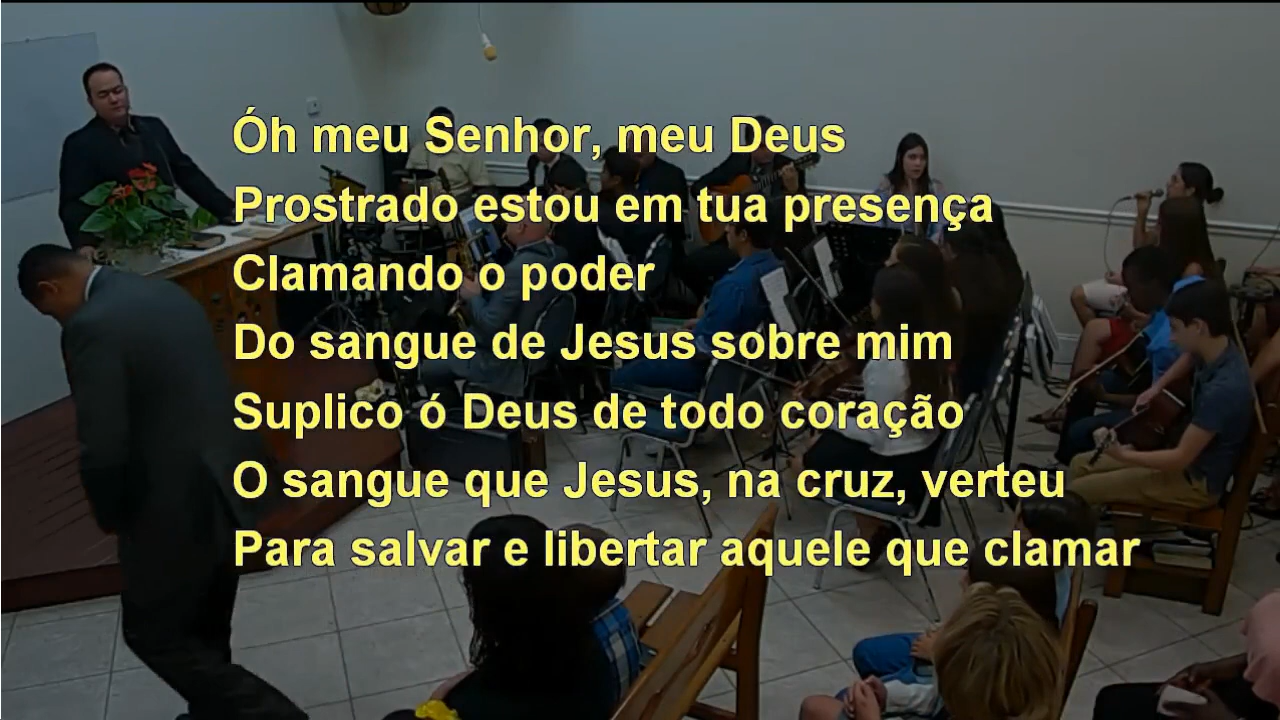 Óh meu Senhor, meu Deus
Prostrado estou em tua presença
Clamando o poder
Do sangue de Jesus sobre mim
Suplico ó Deus de todo coração
O sangue que Jesus, na cruz, verteu
Para salvar e libertar aquele que clamar